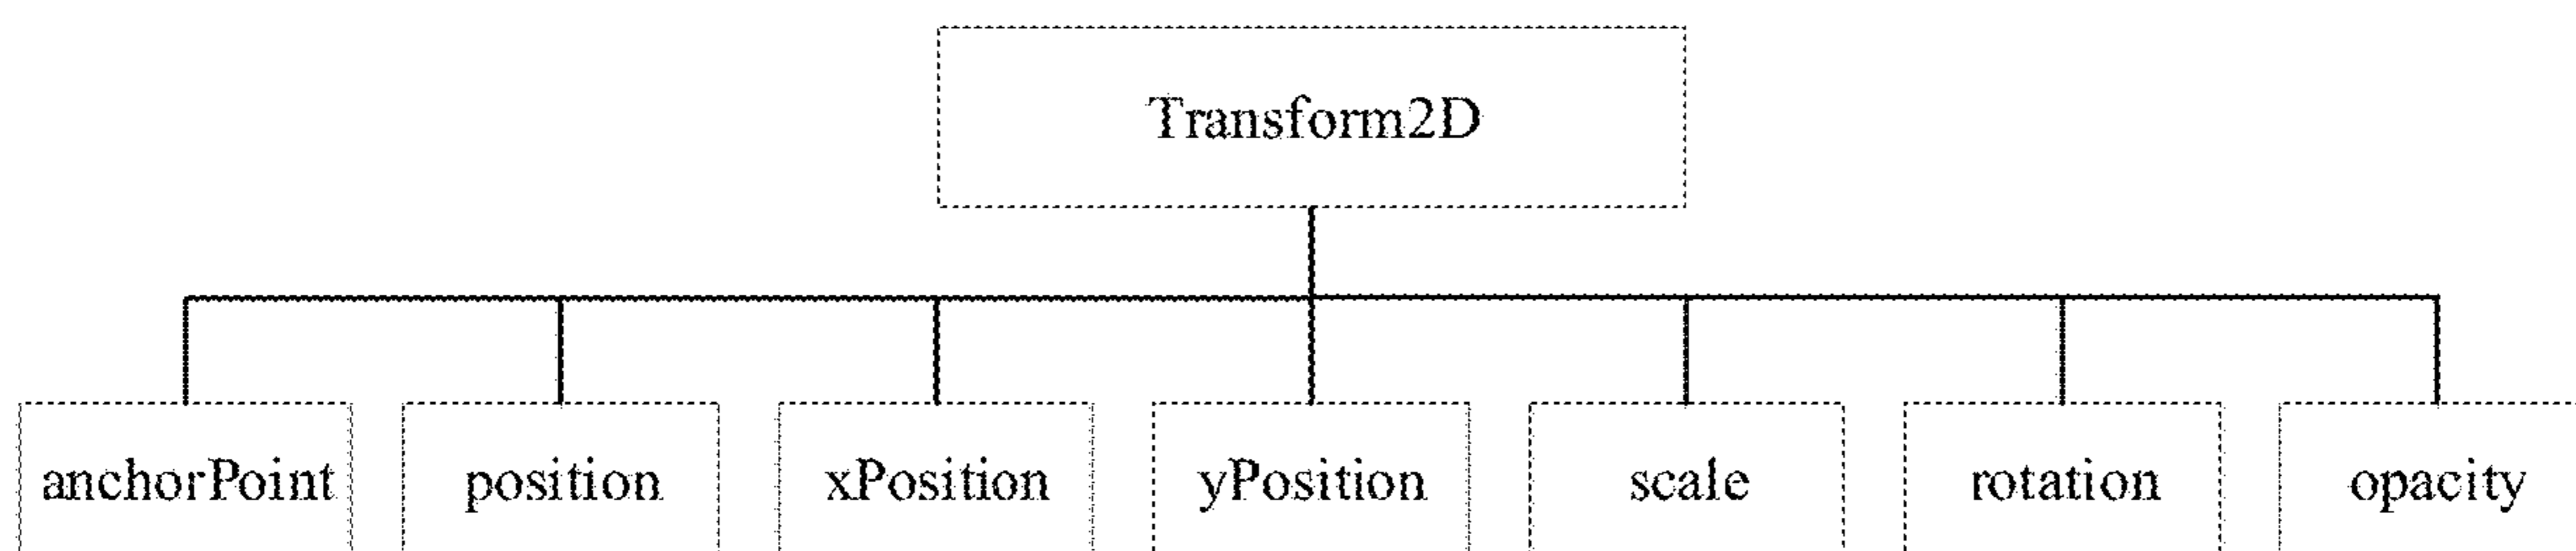 Transform2D
anchorPoint
position
xPosition
yPosition
scale
rotation
opacity